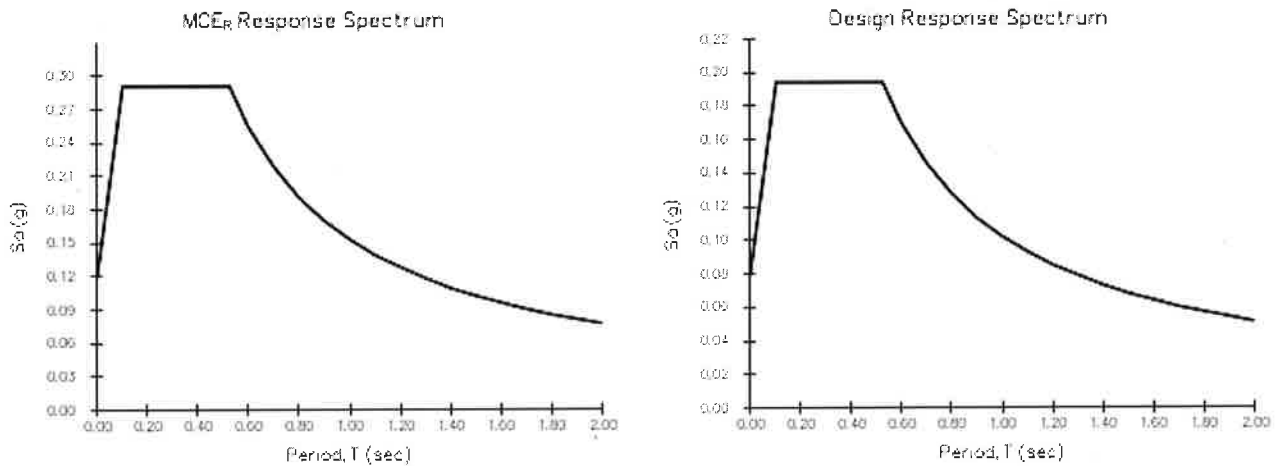 MCER Response Spectrum
0.30
0.27
0.24
0.21
0.18
0.15
0.12
0.09
0.06
0.03
0.00
Sa (g)
0.00 0.20 0.40 0.60 0.80 1.00 1.20 1.40 1.60 1.80 2.00
Period, T (sec)
Design Response Spectrum
0.22
0.20
0.18
0.16
0.14
0.12
0.10
0.08
0.06
0.04
0.02
0.00
Sa (g)
0.00 0.20 0.40 0.60 0.80 1.00 1.20 1.40 1.60 1.80 2.00
Period, T (sec)